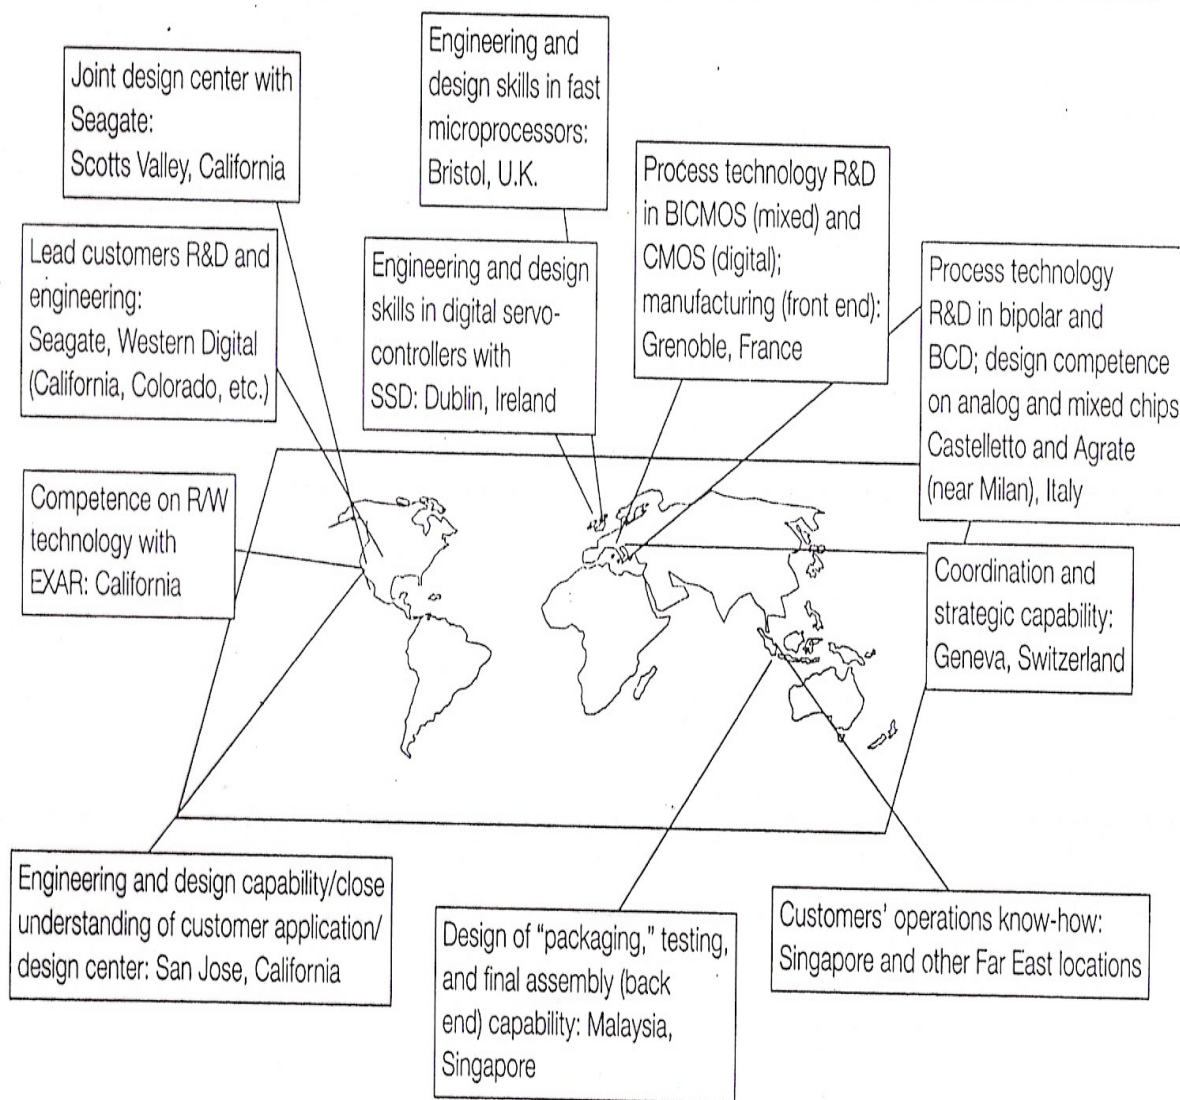 Joint design center with
Seagate:
Scotts Valley, California
Engineering and
design skills in fast
microprocessors:
Bristol, U.K.
Process technology R&D
in BICMOS (mixed) and
CMOS (digital);
manufacturing (front end):
Grenoble, France
Lead customers R&D and
engineering:
Seagate, Western Digital
(California, Colorado, etc.)
Engineering and design
skills in digital servo-
controllers with
SSD: Dublin, Ireland
Process technology
R&D in bipolar and
BCD; design competence
on analog and mixed chips
Castelletto and Agrate
(near Milan), Italy
Competence on R/W
technology with
EXAR: California
Coordination and
strategic capability:
Geneva, Switzerland
Engineering and design capability/close
understanding of customer application/
design center: San Jose, California
Design of “packaging,” testing,
and final assembly (back
end) capability: Malaysia,
Singapore
Customers’ operations know-how:
Singapore and other Far East locations